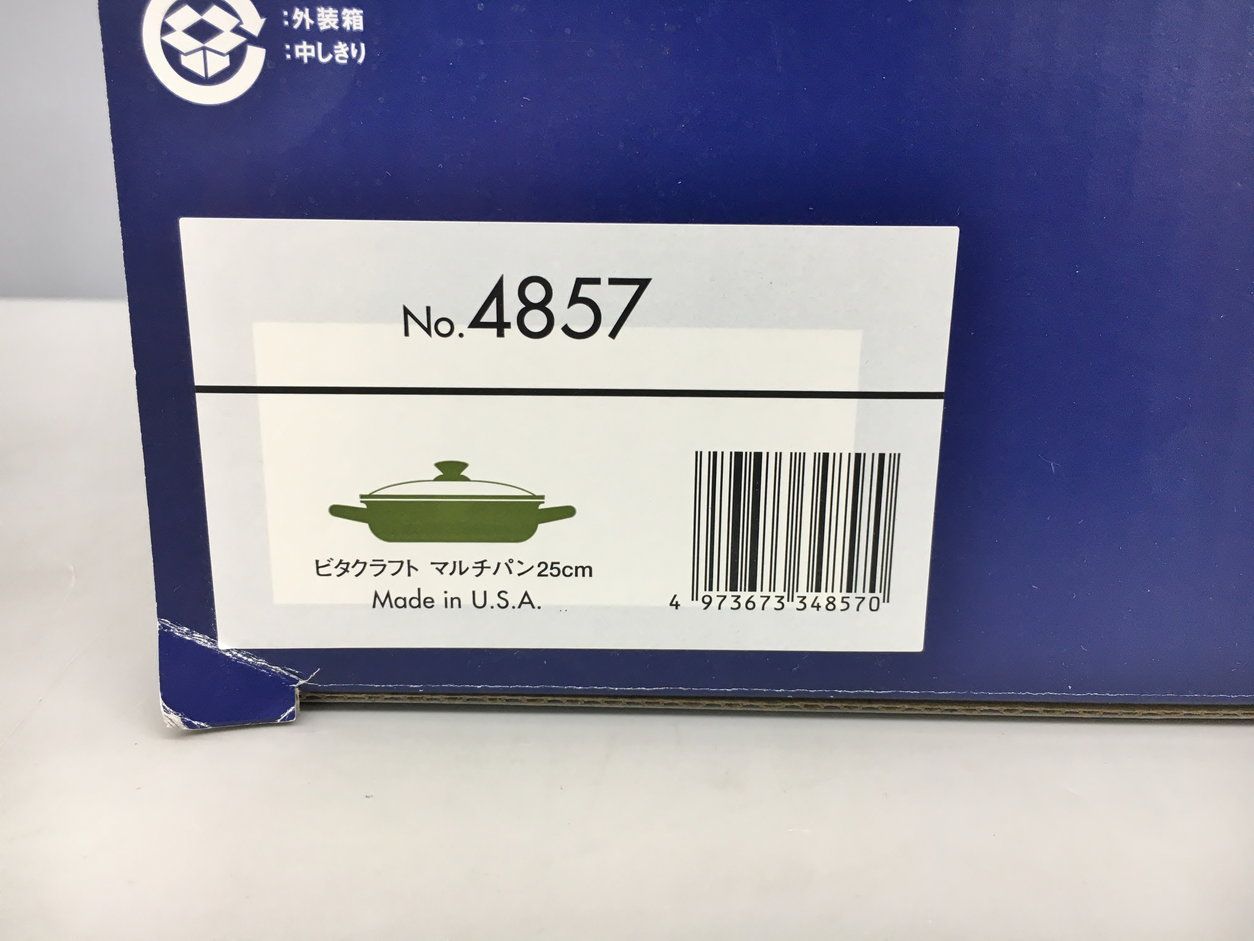 :外装箱
:中しきり
No.4857
ビタクラフト マルチパン25cm
Made in U.S.A.
4 973673 348570